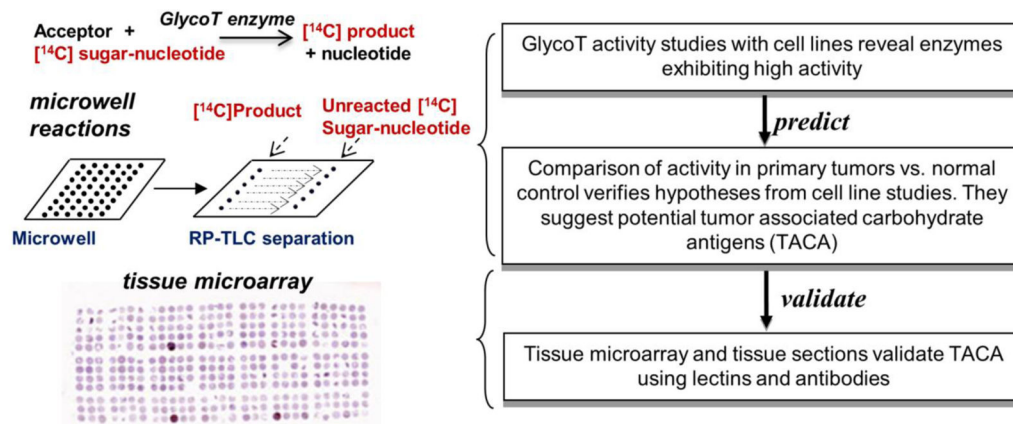 GlycoT enzyme
Acceptor +
[¹⁴C] sugar-nucleotide
[¹⁴C] product
+ nucleotide
microwell
reactions
[¹⁴C]Product
Unreacted [¹⁴C]
Sugar-nucleotide
Microwell
RP-TLC separation
tissue microarray
GlycoT activity studies with cell lines reveal enzymes
exhibiting high activity
predict
Comparison of activity in primary tumors vs. normal
control verifies hypotheses from cell line studies. They
suggest potential tumor associated carbohydrate
antigens (TACA)
validate
Tissue microarray and tissue sections validate TACA
using lectins and antibodies